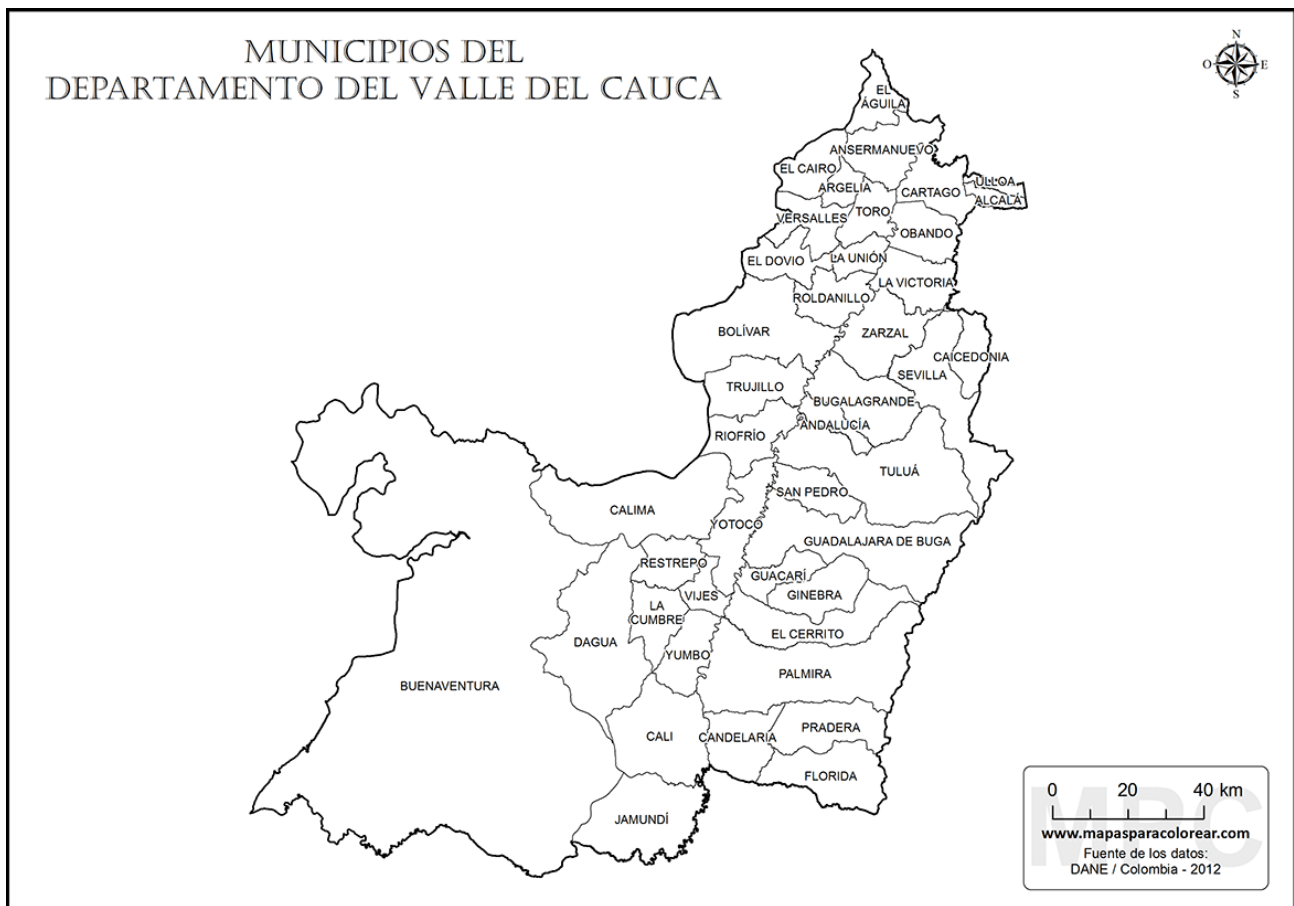 MUNICIPIOS DEL
DEPARTAMENTO DEL VALLE DEL CAUCA
N
O
E
S
EL
ÁGUILA
ANSERMANUEVO
EL CAIRO
ULLOA
ARGELIA
CARTAGO
ALCALÁ
TORO
VERSALLES
OBANDO
EL DOVIO
LA UNIÓN
LA VICTORIA
ROLDANILLO
BOLÍVAR
ZARZAL
CAICEDONIA
SEVILLA
TRUJILLO
BUGALAGRANDE
ANDALUCÍA
RIOFRÍO
TULUÁ
SAN PEDRO
CALIMA
YOTOCO
GUADALAJARA DE BUGA
RESTREPO
GUACARÍ
GINEBRA
VIJES
LA
CUMBRE
EL CERRITO
DAGUA
YUMBO
PALMIRA
BUENAVENTURA
PRADERA
CALI
CANDELARIA
FLORIDA
JAMUNDÍ
0 20 40 km
MPC
www.mapasparacolorear.com
Fuente de los datos:
DANE / Colombia - 2012